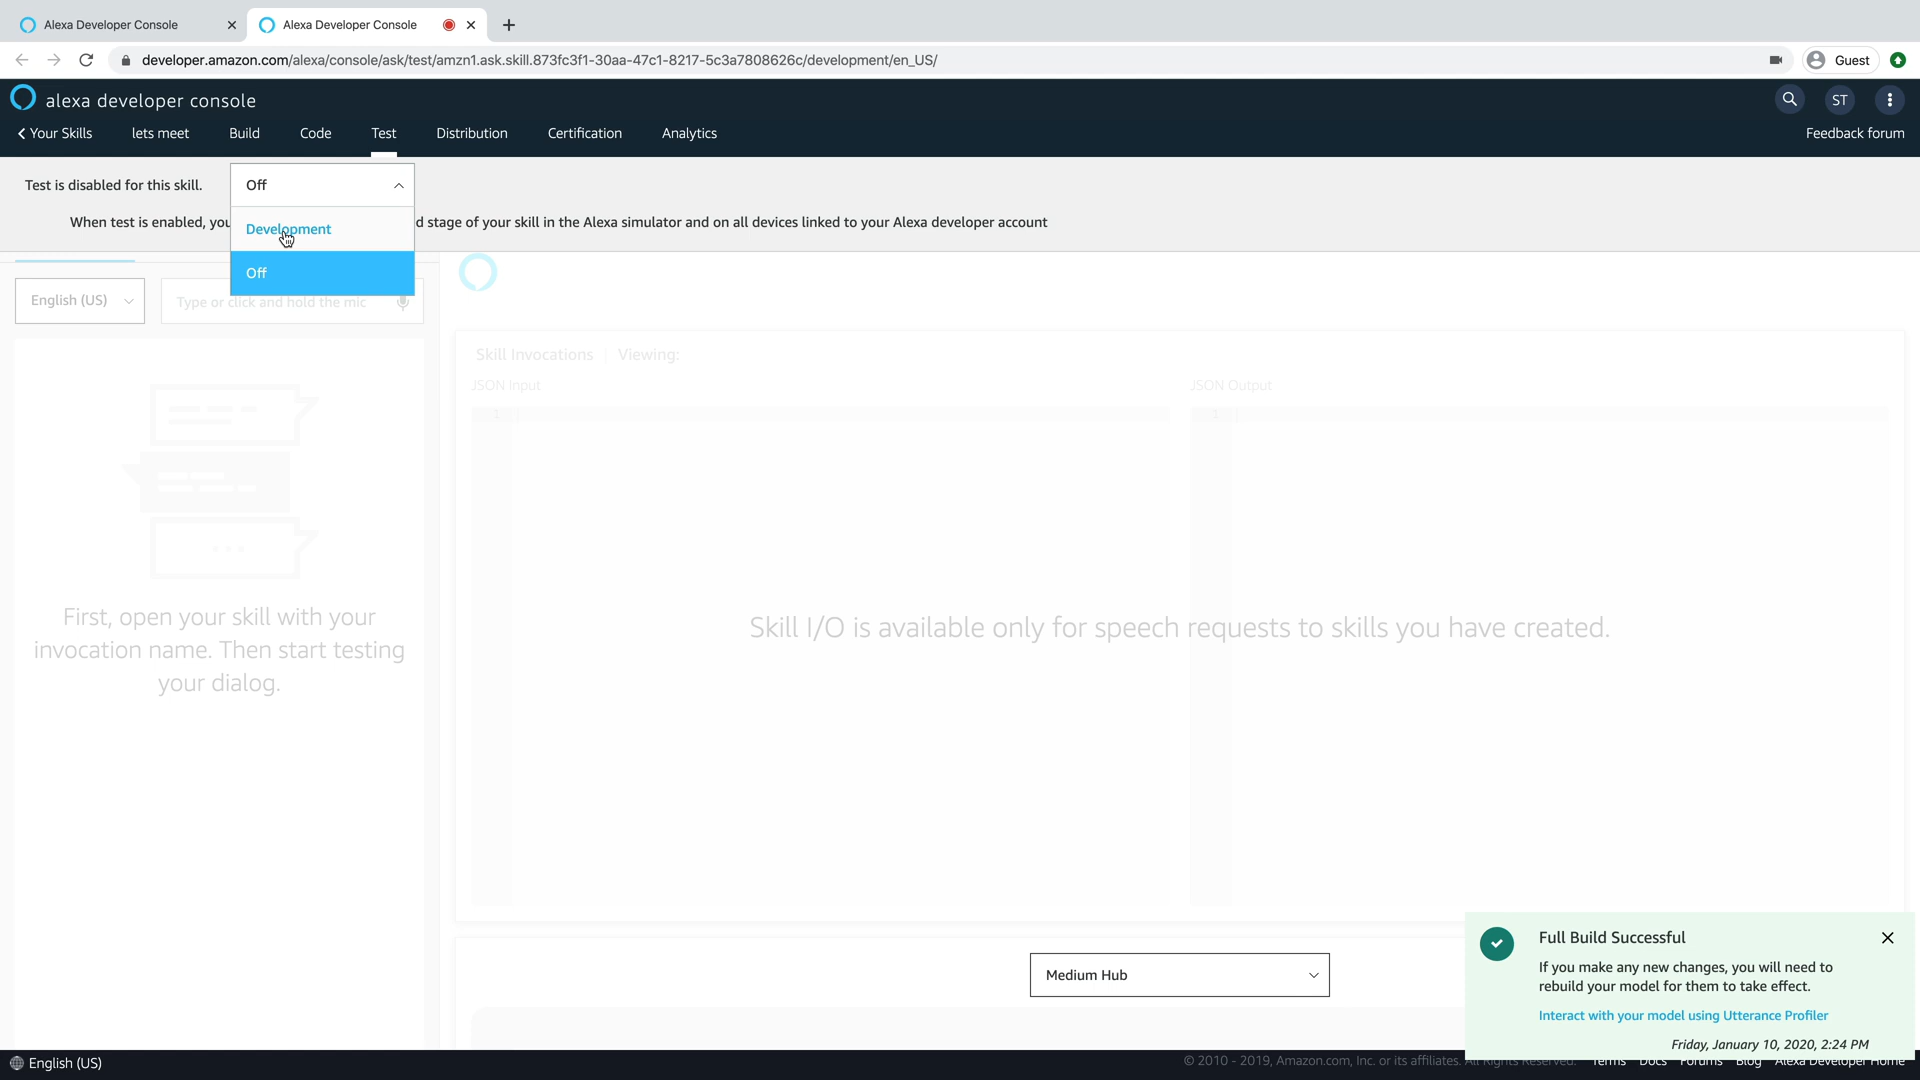 Alexa Developer Console
Alexa Developer Console
developer.amazon.com/alexa/console/ask/test/amzn1.ask.skill.873fc3f1-30aa-47c1-8217-5c3a7808626c/development/en_US/
Guest
alexa developer console
ST
Your Skills
lets meet
Build
Code
Test
Distribution
Certification
Analytics
Feedback forum
Test is disabled for this skill.
Off
When test is enabled, you
d stage of your skill in the Alexa simulator and on all devices linked to your Alexa developer account
Development
Off
English (US)
Type or click and hold the mic
Skill Invocations | Viewing:
JSON Input
JSON Output
1
1
First, open your skill with your
invocation name. Then start testing
your dialog.
Skill I/O is available only for speech requests to skills you have created.
Medium Hub
Full Build Successful
If you make any new changes, you will need to
rebuild your model for them to take effect.
Interact with your model using Utterance Profiler
Friday, January 10, 2020, 2:24 PM
English (US)
© 2010 - 2019, Amazon.com, Inc. or its affiliates. All Rights Reserved.
Terms
Docs
Forums
Blog
Alexa Developer Home